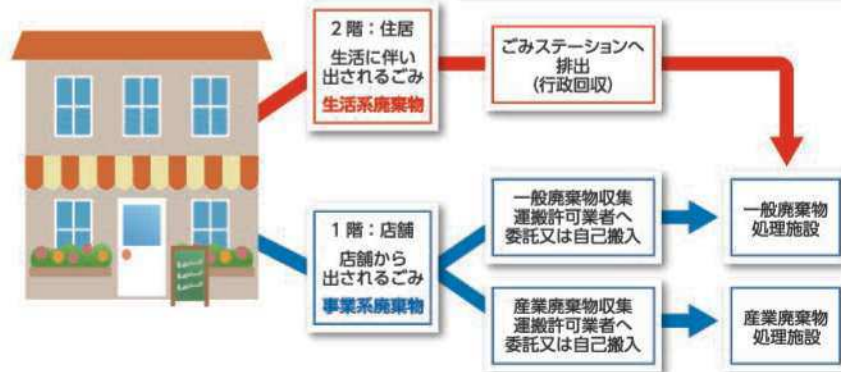 2階：住居
生活に伴い
出されるごみ
生活系廃棄物
ごみステーションへ
排出
(行政回収)
1階：店舗
店舗から
出されるごみ
事業系廃棄物
一般廃棄物収集
運搬許可業者へ
委託又は自己搬入
一般廃棄物
処理施設
産業廃棄物収集
運搬許可業者へ
委託又は自己搬入
産業廃棄物
処理施設